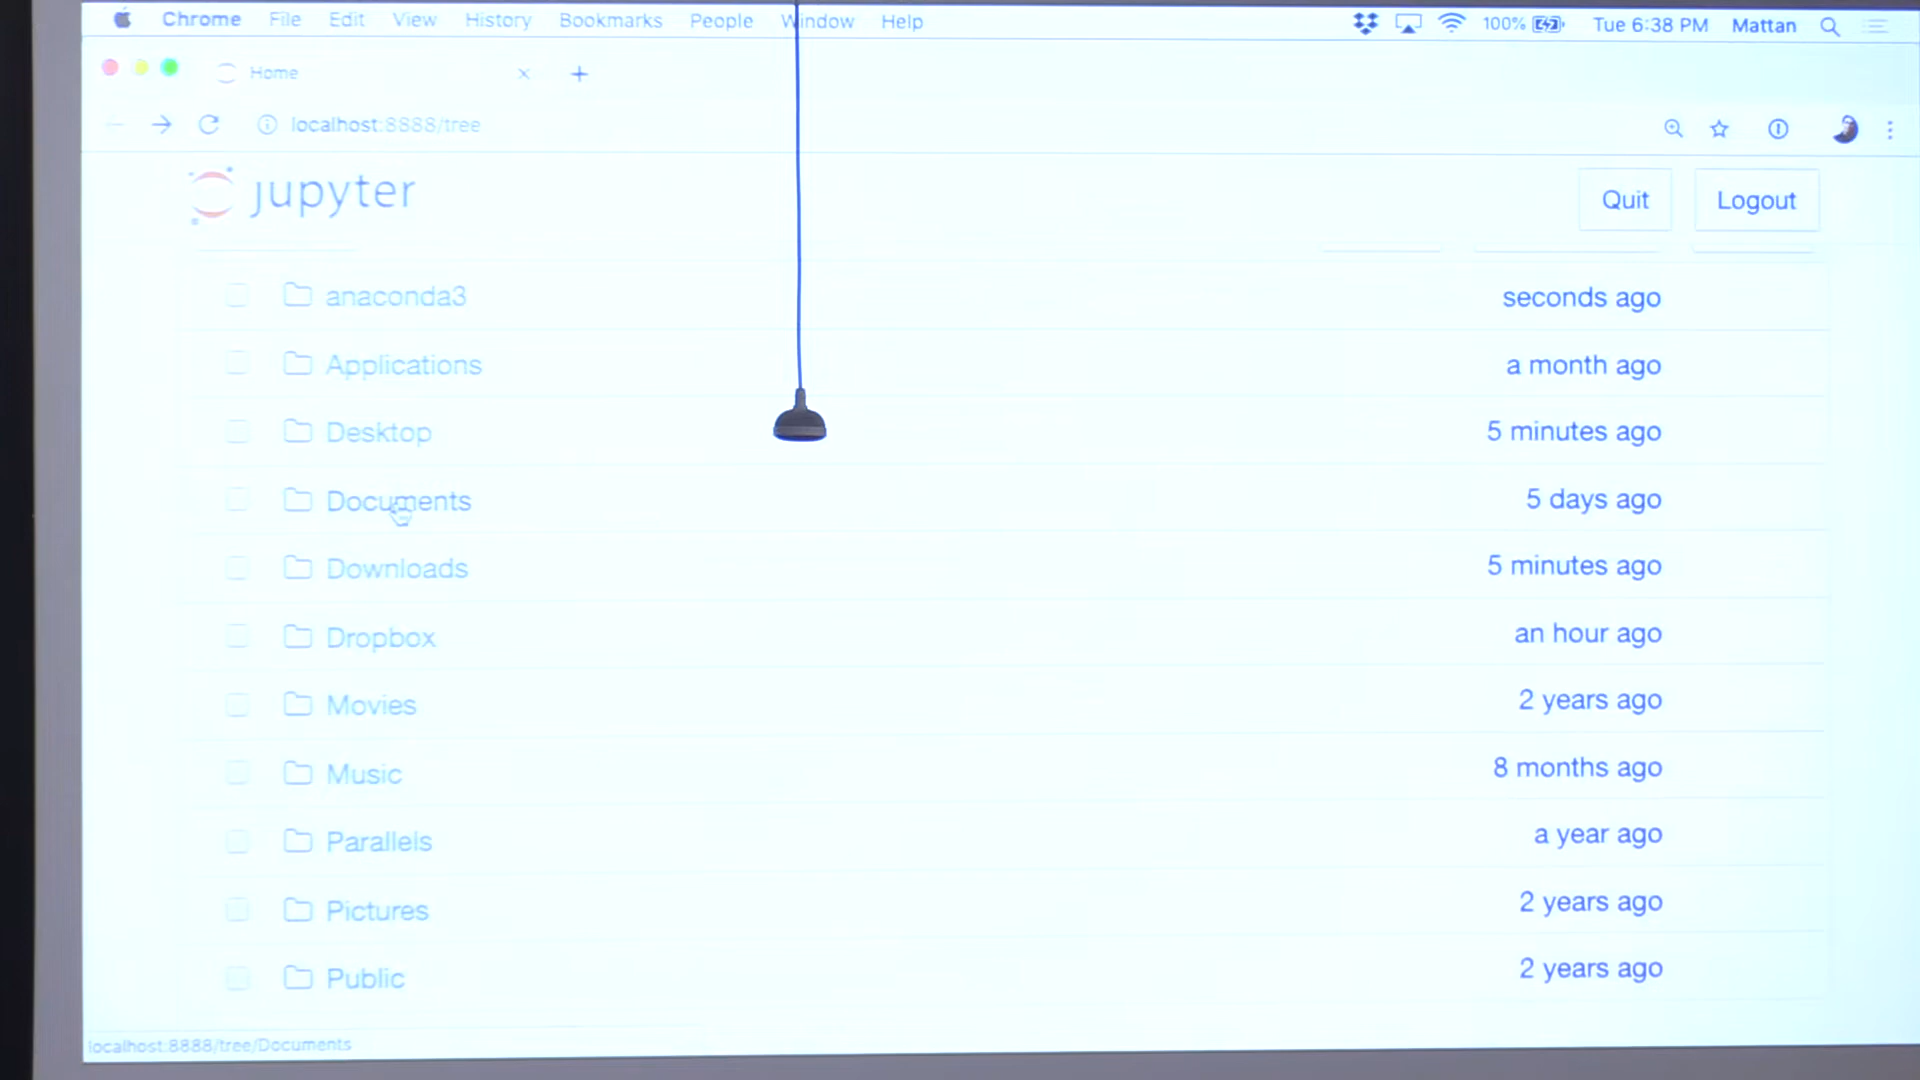 Chrome File Edit View History Bookmarks People Window Help 100% Tue 6:38 PM Mattan
Home
localhost:8888/tree
jupyter Quit Logout
anaconda3 seconds ago
Applications a month ago
Desktop 5 minutes ago
Documents 5 days ago
Downloads 5 minutes ago
Dropbox an hour ago
Movies 2 years ago
Music 8 months ago
Parallels a year ago
Pictures 2 years ago
Public 2 years ago
localhost:8888/tree/Documents